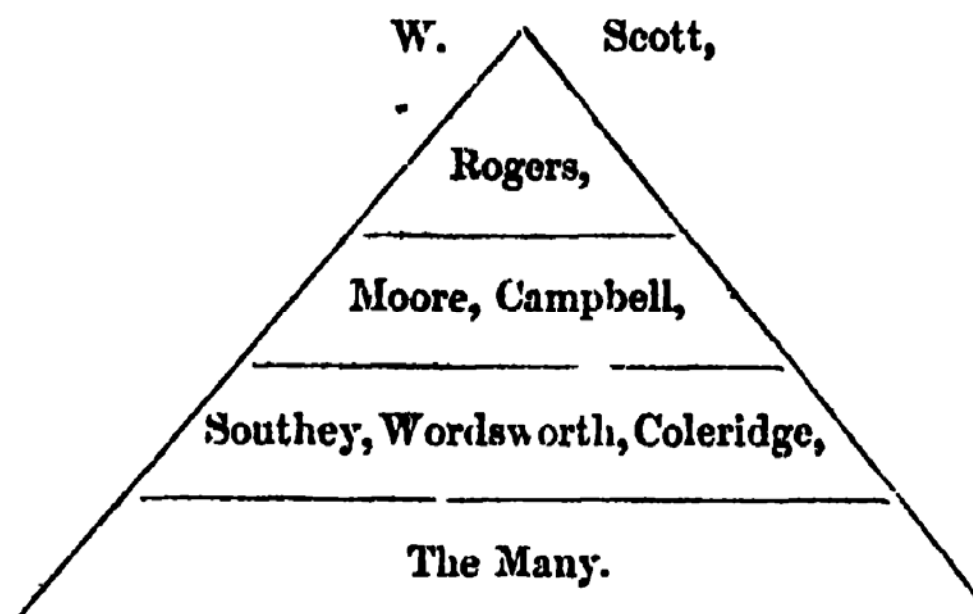 W. Scott,
Rogers,
Moore, Campbell,
Southey, Wordsworth, Coleridge,
The Many.